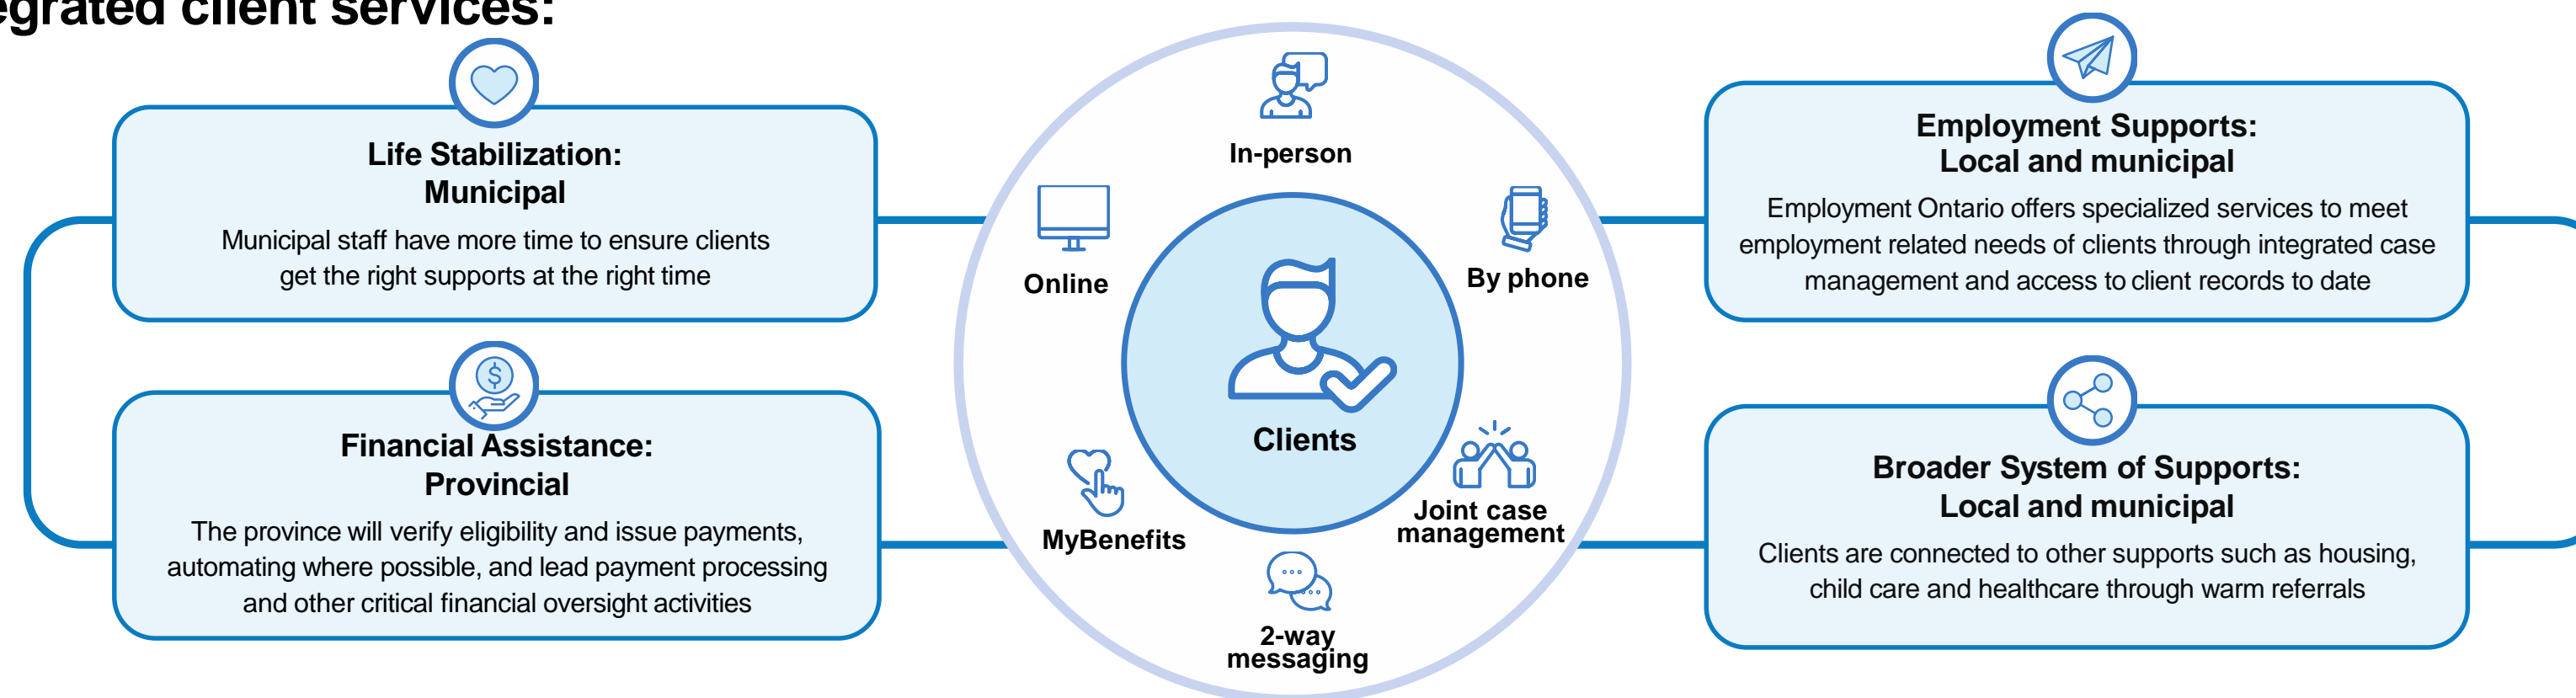 egrated client services:
Life Stabilization:
Municipal
Municipal staff have more time to ensure clients
get the right supports at the right time
Financial Assistance:
Provincial
The province will verify eligibility and issue payments,
automating where possible, and lead payment processing
and other critical financial oversight activities
In-person
Online
By phone
Clients
MyBenefits
Joint case
management
2-way
messaging
Employment Supports:
Local and municipal
Employment Ontario offers specialized services to meet
employment related needs of clients through integrated case
management and access to client records to date
Broader System of Supports:
Local and municipal
Clients are connected to other supports such as housing,
child care and healthcare through warm referrals